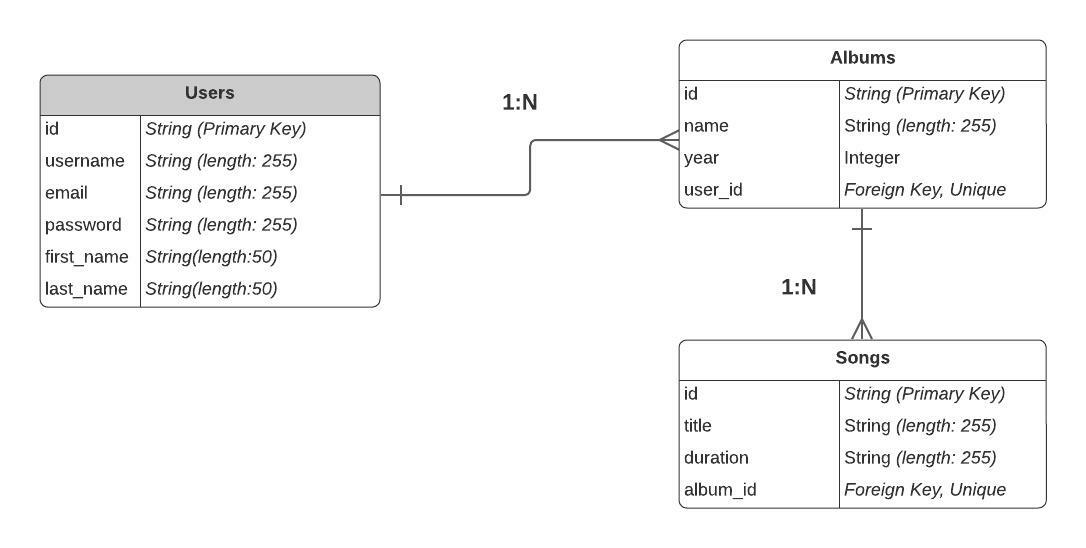 Users
id String (Primary Key)
username String (length: 255)
email String (length: 255)
password String (length: 255)
first_name String(length:50)
last_name String(length:50)
1:N
Albums
id String (Primary Key)
name String (length: 255)
year Integer
user_id Foreign Key, Unique
1:N
Songs
id String (Primary Key)
title String (length: 255)
duration String (length: 255)
album_id Foreign Key, Unique